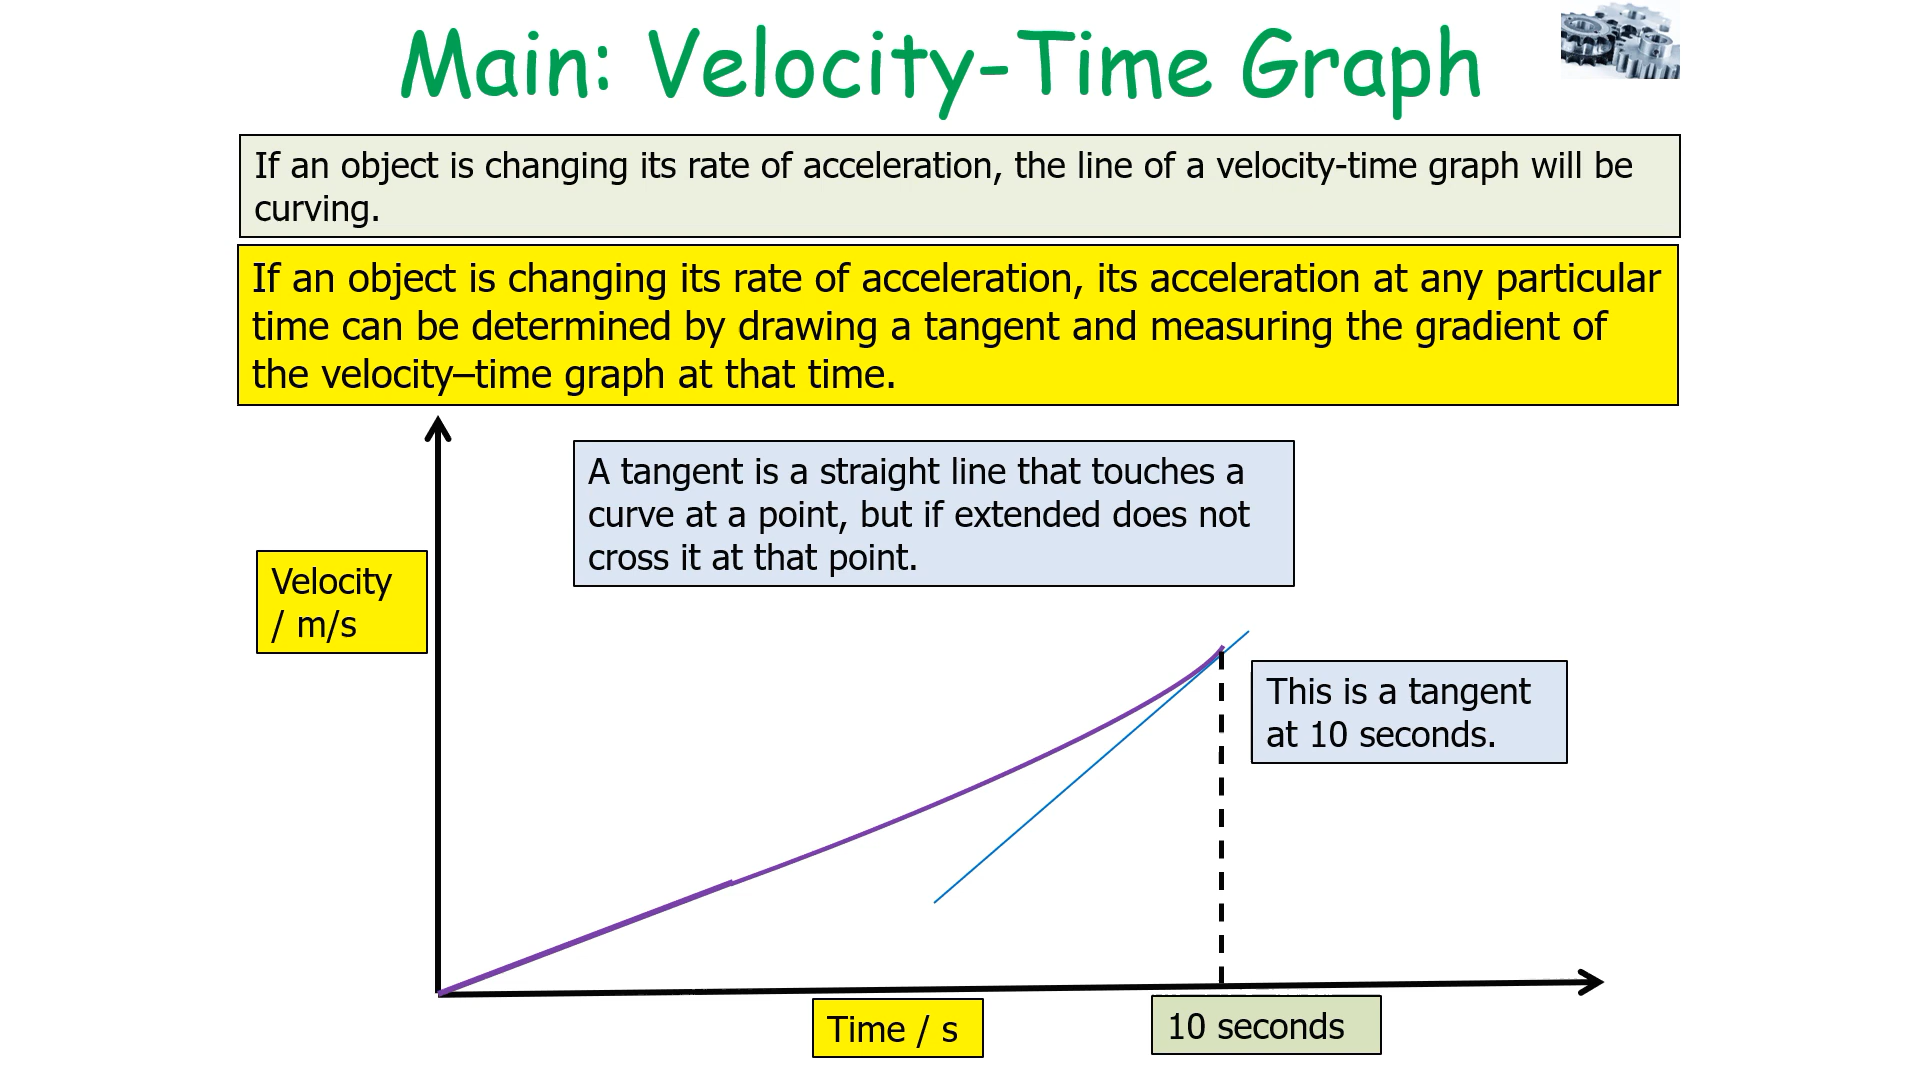 Main: Velocity-Time Graph
If an object is changing its rate of acceleration, the line of a velocity-time graph will be
curving.
If an object is changing its rate of acceleration, its acceleration at any particular
time can be determined by drawing a tangent and measuring the gradient of
the velocity–time graph at that time.
A tangent is a straight line that touches a
curve at a point, but if extended does not
cross it at that point.
Velocity
/ m/s
This is a tangent
at 10 seconds.
Time / s
10 seconds